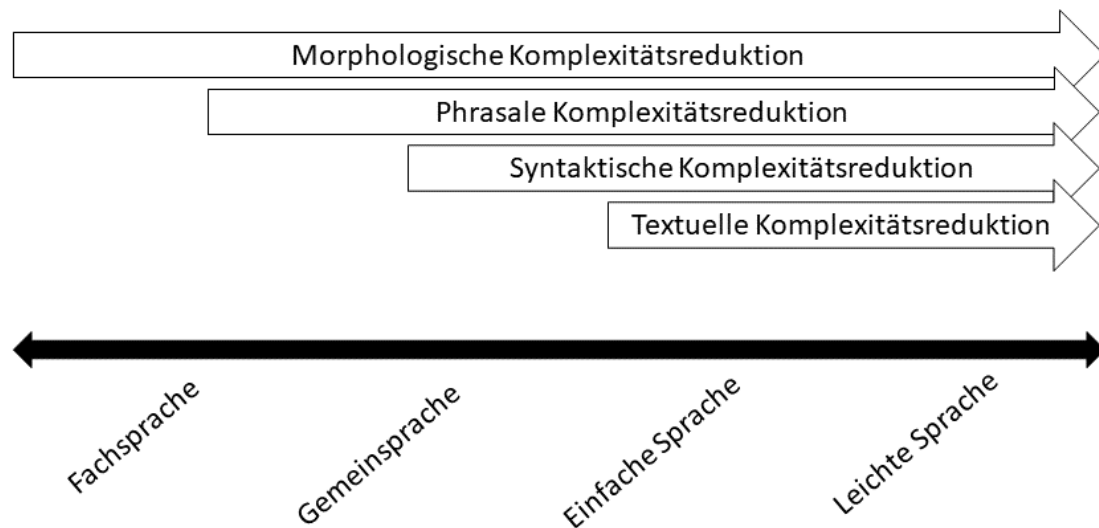 Morphologische Komplexitätsreduktion
Phrasale Komplexitätsreduktion
Syntaktische Komplexitätsreduktion
Textuelle Komplexitätsreduktion
Fachsprache
Gemeinsprache
Einfache Sprache
Leichte Sprache